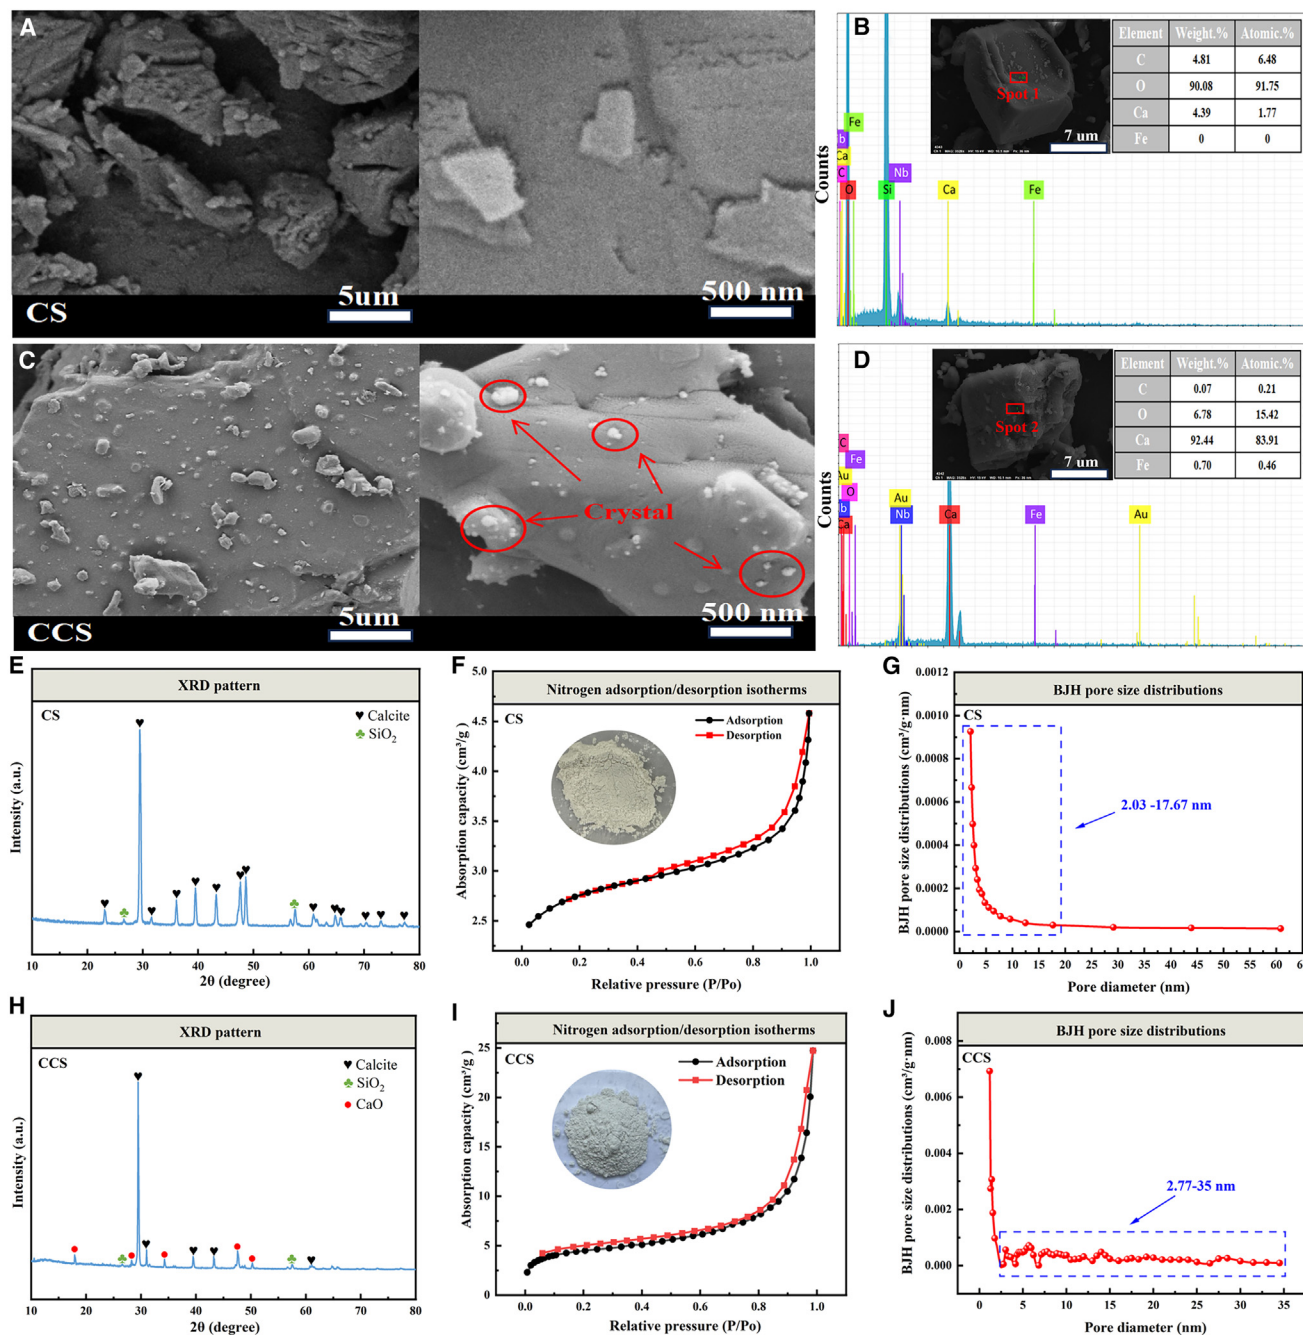 A
5um
500 nm
CS
B
Counts
Fe
Ca
C
O
Si
Nb
Ca
Fe
Spot 1
7 um
Element Weight.% Atomic.%
C 4.81 6.48
O 90.08 91.75
Ca 4.39 1.77
Fe 0 0
C
Crystal
5um
500 nm
CCS
D
Counts
C
Fe
Au
O
Ca
Au
Nb
Ca
Fe
Au
Spot 2
7 um
Element Weight.% Atomic.%
C 0.07 0.21
O 6.78 15.42
Ca 92.44 83.91
Fe 0.70 0.46
E
XRD pattern
CS
♥ Calcite
♣ SiO₂
Intensity (a.u.)
10 20 30 40 50 60 70 80
2θ (degree)
F
Nitrogen adsorption/desorption isotherms
CS
Adsorption
Desorption
Absorption capacity (cm³/g )
5.0
4.5
4.0
3.5
3.0
2.5
0.0 0.2 0.4 0.6 0.8 1.0
Relative pressure (P/Po)
G
BJH pore size distributions
CS
2.03 -17.67 nm
BJH pore size distributions (cm³/g·nm)
0.0012
0.0010
0.0008
0.0006
0.0004
0.0002
0.0000
0 5 10 15 20 25 30 35 40 45 50 55 60 65
Pore diameter (nm)
H
XRD pattern
CCS
♥ Calcite
♣ SiO₂
● CaO
Intensity (a.u.)
10 20 30 40 50 60 70 80
2θ (degree)
I
Nitrogen adsorption/desorption isotherms
CCS
Adsorption
Desorption
Absorption capacity (cm³/g )
25
20
15
10
5
0
0.0 0.2 0.4 0.6 0.8 1.0
Relative pressure (P/Po)
J
BJH pore size distributions
CCS
2.77-35 nm
BJH pore size distributions (cm³/g·nm)
0.008
0.006
0.004
0.002
0.000
0 5 10 15 20 25 30 35
Pore diameter (nm)